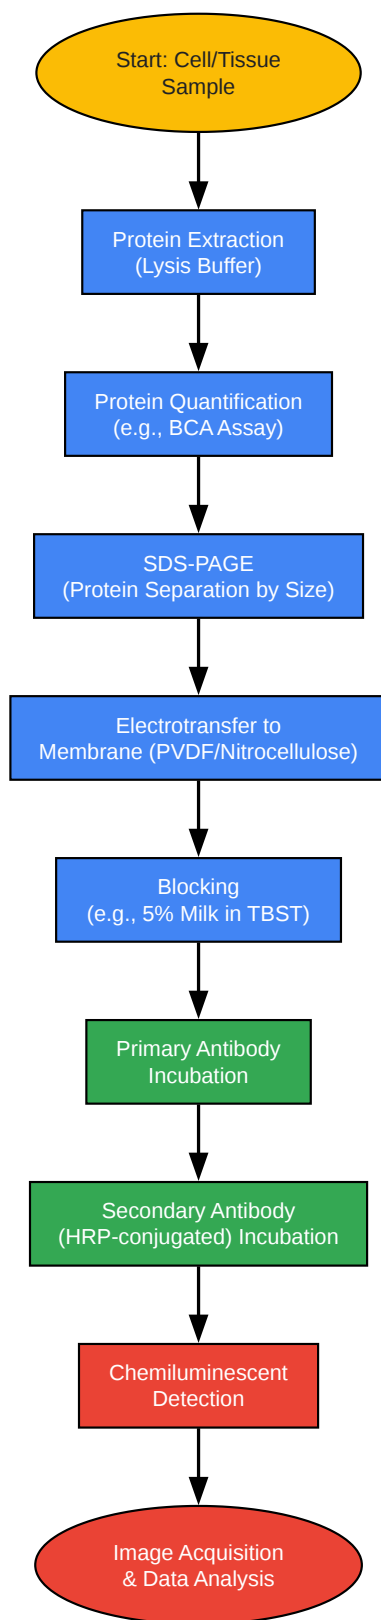 Start: Cell/Tissue
Sample
Protein Extraction
(Lysis Buffer)
Protein Quantification
(e.g., BCA Assay)
SDS-PAGE
(Protein Separation by Size)
Electrotransfer to
Membrane (PVDF/Nitrocellulose)
Blocking
(e.g., 5% Milk in TBST)
Primary Antibody
Incubation
Secondary Antibody
(HRP-conjugated) Incubation
Chemiluminescent
Detection
Image Acquisition
& Data Analysis